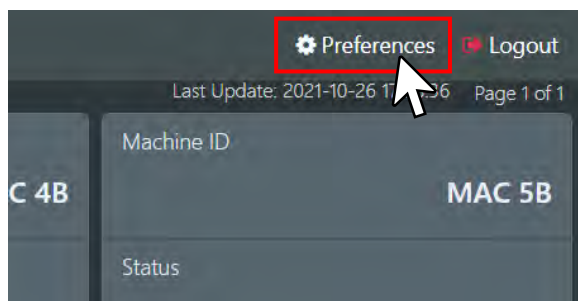 Preferences Logout
Last Update: 2021-10-26 Page 1 of 1
Machine ID
C 4B MAC 5B
Status